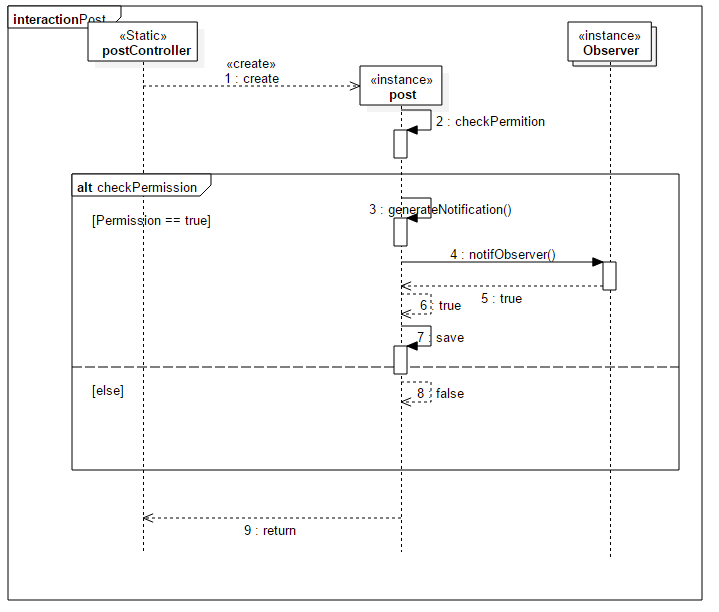 interactionPost
«Static»
postController
«instance»
Observer
«create»
1 : create
«instance»
post
2 : checkPermition
alt checkPermission
[Permission == true]
3 : generateNotification()
4 : notifObserver()
5 : true
6 : true
7 : save
[else]
8 : false
9 : return